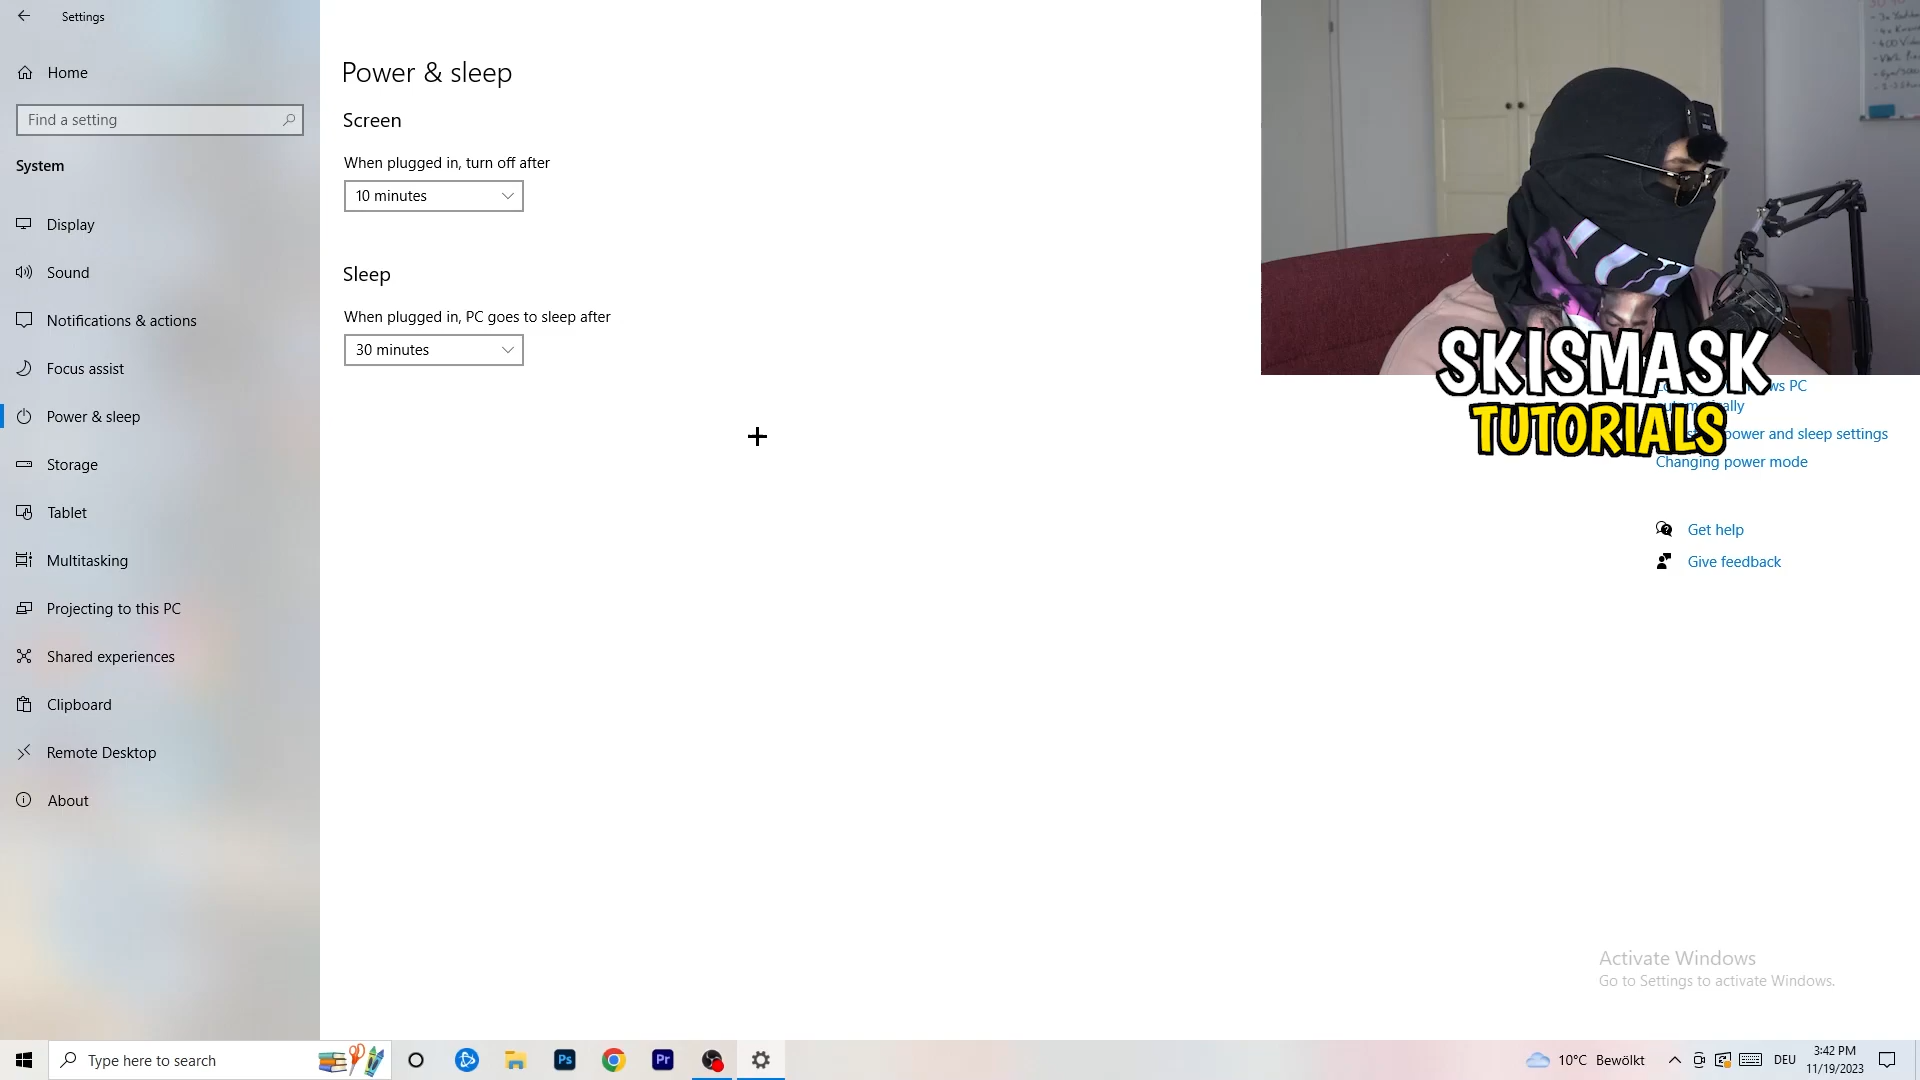 Settings
Home
Find a setting
System
Display
Sound
Notifications & actions
Focus assist
Power & sleep
Storage
Tablet
Multitasking
Projecting to this PC
Shared experiences
Clipboard
Remote Desktop
About
Power & sleep
Screen
When plugged in, turn off after
10 minutes
Sleep
When plugged in, PC goes to sleep after
30 minutes
SKISMASK
TUTORIALS
PC
power and sleep settings
Changing power mode
Get help
Give feedback
Activate Windows
Go to Settings to activate Windows.
Type here to search
Ps
Pr
10°C Bewölkt
DEU
3:42 PM
11/19/2023